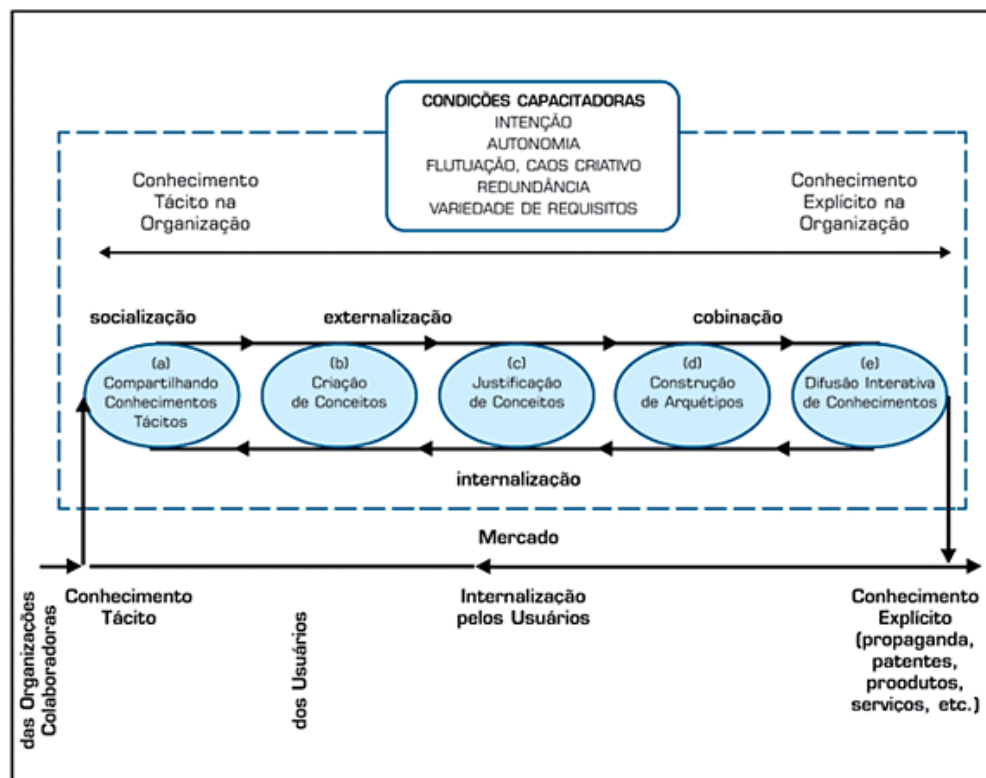 CONDIÇÕES CAPACITADORAS
INTENÇÃO
AUTONOMIA
FLUTUAÇÃO, CAOS CRIATIVO
REDUNDÂNCIA
VARIEDADE DE REQUISITOS
Conhecimento
Tácito na
Organização
Conhecimento
Explícito na
Organização
socialização
externalização
cobinação
(a)
Compartilhando
Conhecimentos
Tácitos
(b)
Criação
de Conceitos
(c)
Justificação
de Conceitos
(d)
Construção
de Arquétipos
(e)
Difusão Interativa
de Conhecimentos
internalização
Mercado
das Organizações
Colaboradoras
Conhecimento
Tácito
dos Usuários
Internalização
pelos Usuários
Conhecimento
Explícito
(propaganda,
patentes,
proodutos,
serviços, etc.)